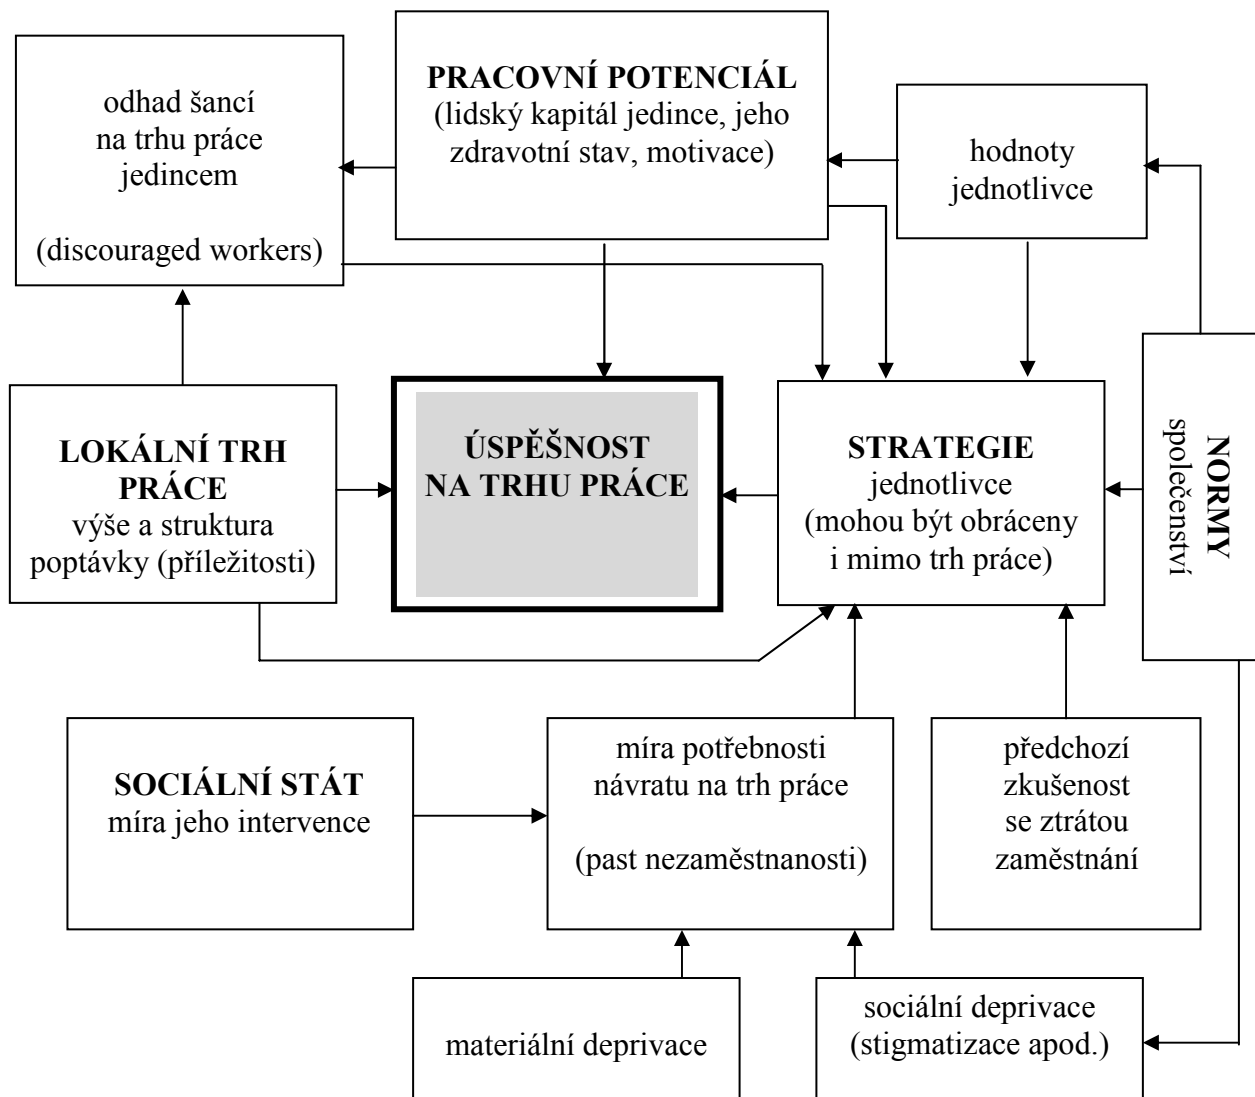 odhad šancí
na trhu práce
jedincem
(discouraged workers)
PRACOVNÍ POTENCIÁL
(lidský kapitál jedince, jeho
zdravotní stav, motivace)
hodnoty
jednotlivce
LOKÁLNÍ TRH
PRÁCE
výše a struktura
poptávky (příležitosti)
ÚSPĚŠNOST
NA TRHU PRÁCE
STRATEGIE
jednotlivce
(mohou být obráceny
i mimo trh práce)
NORMY
společenství
SOCIÁLNÍ STÁT
míra jeho intervence
míra potřebnosti
návratu na trh práce
(past nezaměstnanosti)
předchozí
zkušenost
se ztrátou
zaměstnání
materiální deprivace
sociální deprivace
(stigmatizace apod.)